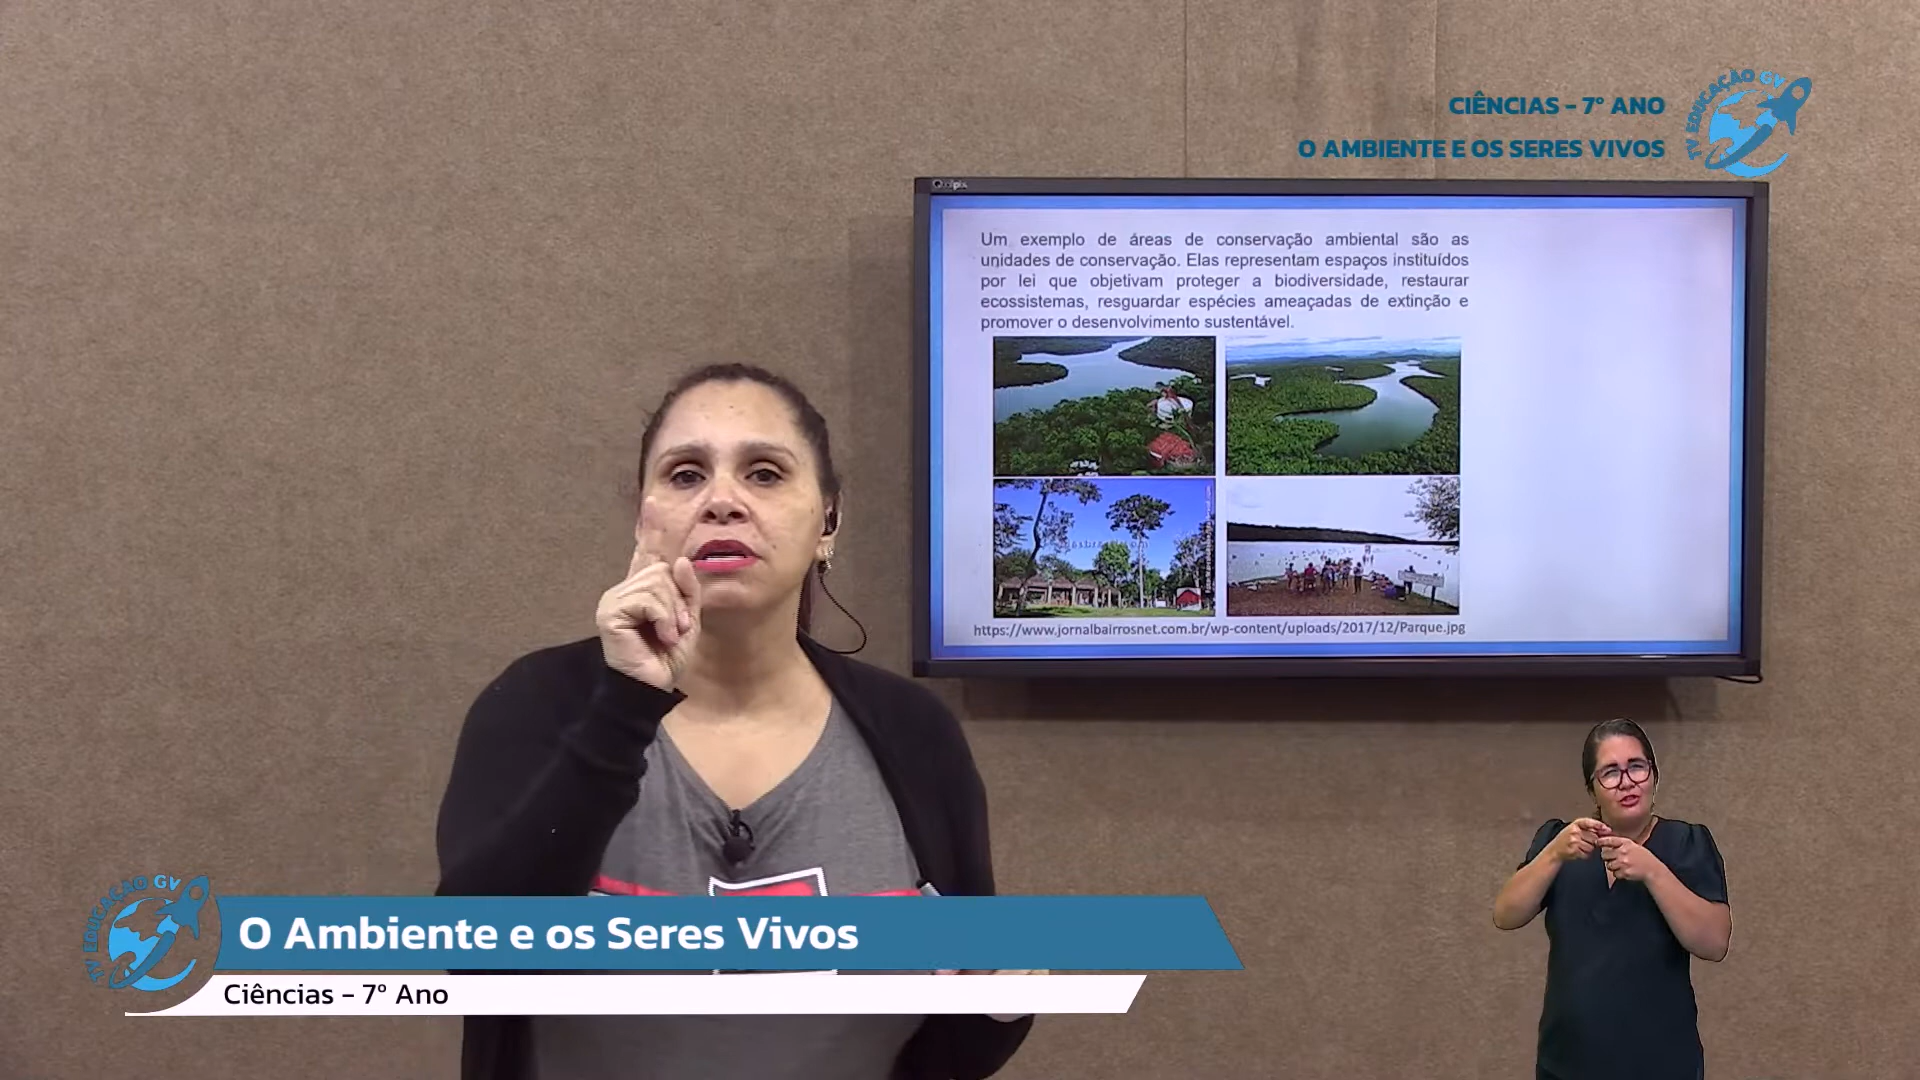 TV EDUCAÇÃO GV
CIÊNCIAS - 7º ANO
O AMBIENTE E OS SERES VIVOS
Um exemplo de áreas de conservação ambiental são as
unidades de conservação. Elas representam espaços instituídos
por lei que objetivam proteger a biodiversidade, restaurar
ecossistemas, resguardar espécies ameaçadas de extinção e
promover o desenvolvimento sustentável.
https://www.jornalbairrosnet.com.br/wp-content/uploads/2017/12/Parque.jpg
TV EDUCAÇÃO GV
O Ambiente e os Seres Vivos
Ciências - 7º Ano